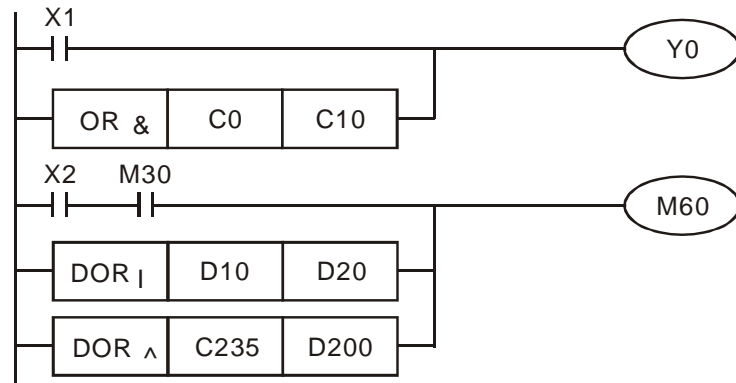 X1
Y0
OR & C0 C10
X2 M30
M60
DOR | D10 D20
DOR ^ C235 D200